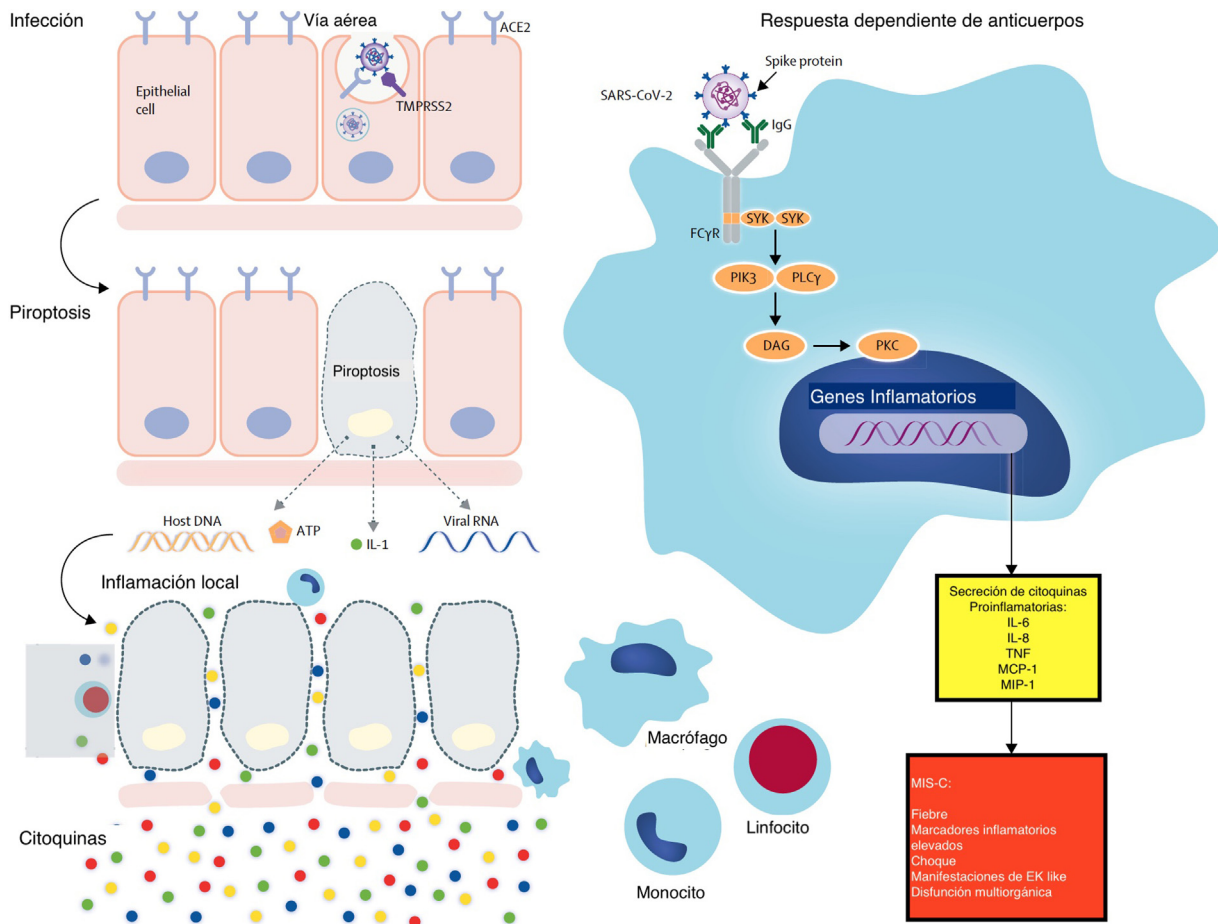 Infección
Vía aérea
ACE2
Epithelial
cell
TMPRSS2
Piroptosis
Piroptosis
Host DNA
ATP
IL-1
Viral RNA
Inflamación local
Citoquinas
Respuesta dependiente de anticuerpos
Spike protein
SARS-CoV-2
IgG
FCγR
SYK
SYK
PIK3
PLCγ
DAG
PKC
Genes Inflamatorios
Secreción de citoquinas
Proinflamatorias:
IL-6
IL-8
TNF
MCP-1
MIP-1
Macrófago
Linfocito
Monocito
MIS-C:
Fiebre
Marcadores inflamatorios
elevados
Choque
Manifestaciones de EK like
Disfunción multiorgánica